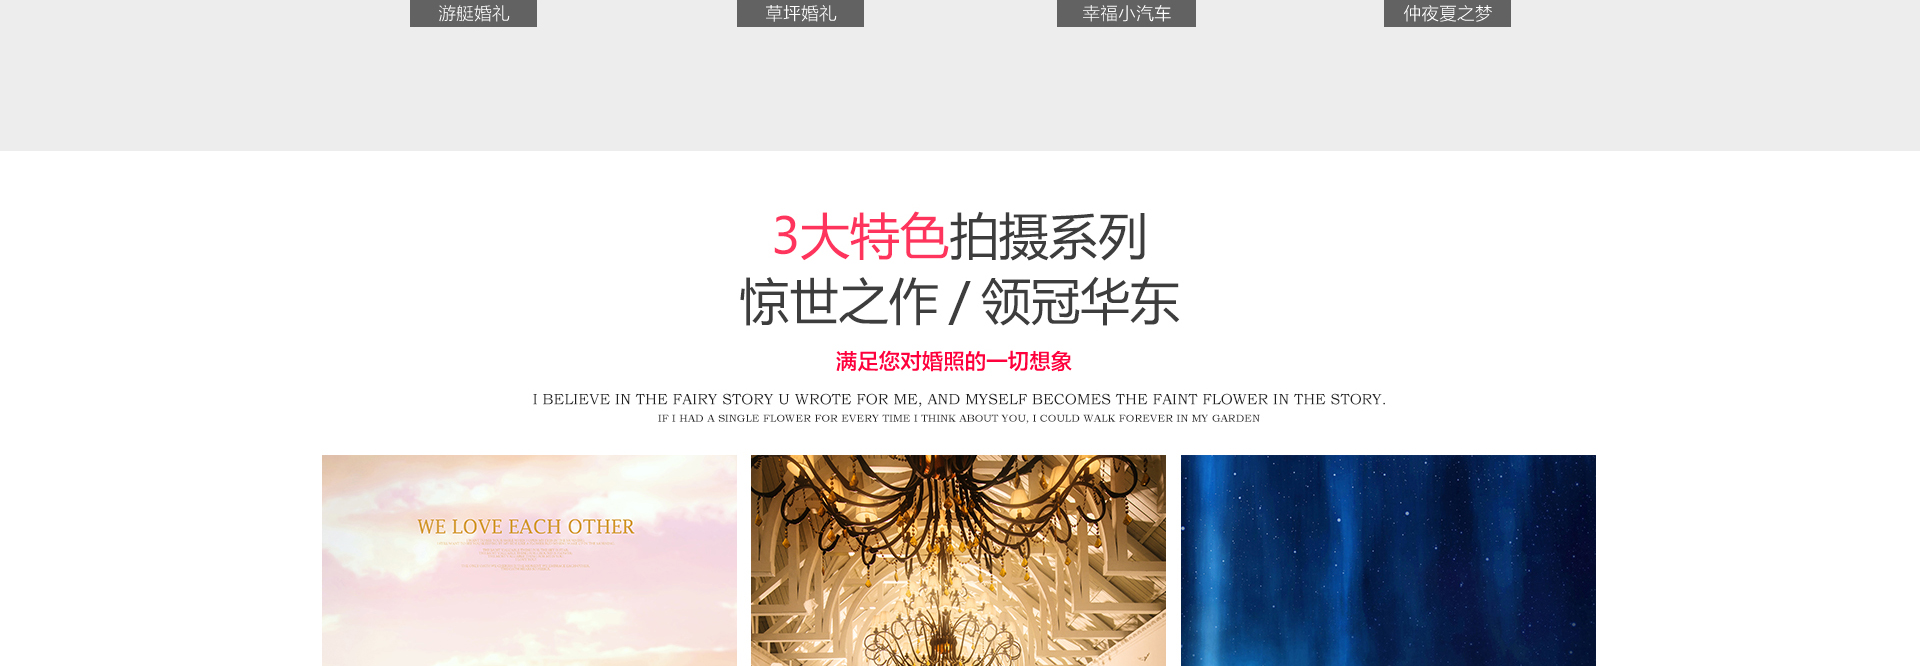 游艇婚礼
草坪婚礼
幸福小汽车
仲夜夏之梦
3大特色拍摄系列
惊世之作 / 领冠华东
满足您对婚照的一切想象
I BELIEVE IN THE FAIRY STORY U WROTE FOR ME, AND MYSELF BECOMES THE FAINT FLOWER IN THE STORY.
IF I HAD A SINGLE FLOWER FOR EVERY TIME I THINK ABOUT YOU, I COULD WALK FOREVER IN MY GARDEN
WE LOVE EACH OTHER